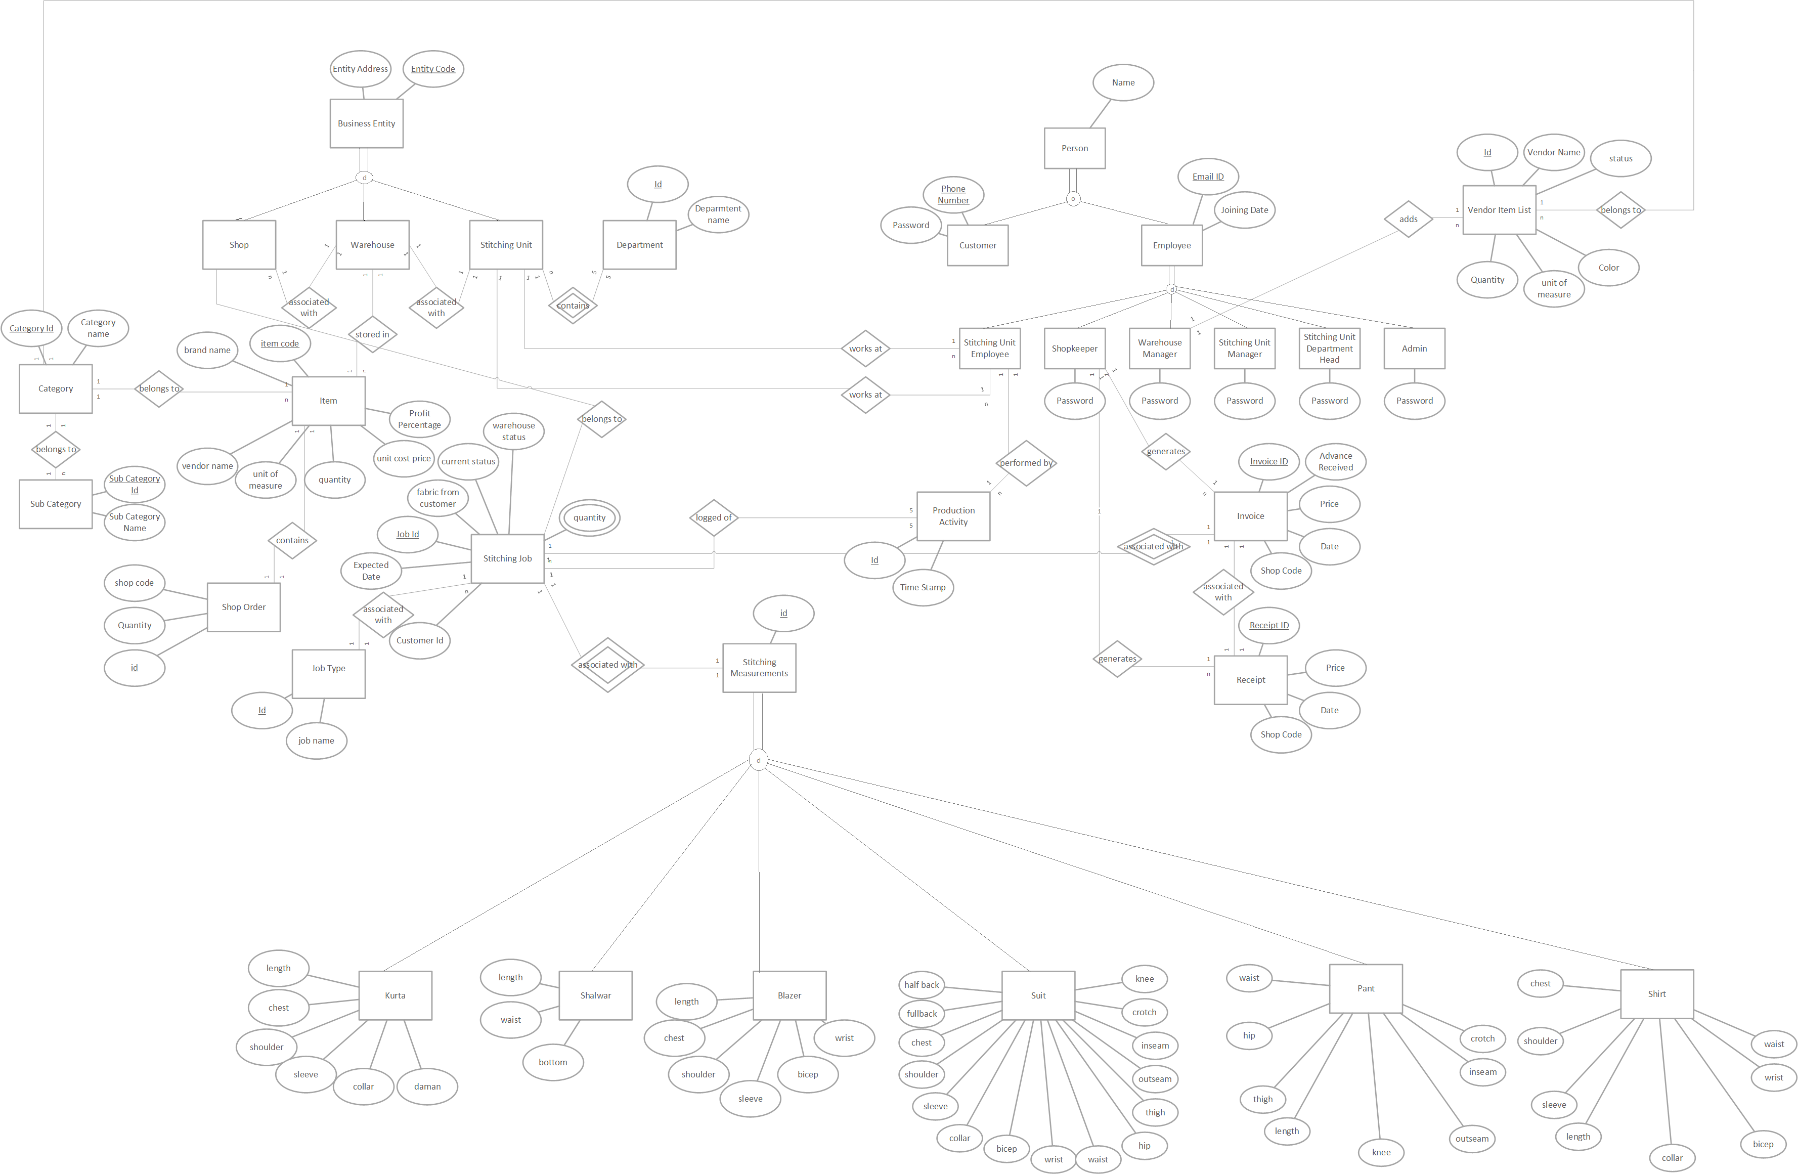 Entity Address
Entity Code
Business Entity
Name
Person
Id
Vendor Name
status
Vendor Item List
belongs to
adds
Quantity
unit of
measure
Color
Id
Deparmtent
name
Department
Phone
Number
Email ID
Password
Joining Date
Customer
Employee
d
o
d
Shop
Warehouse
Stitching Unit
associated
with
associated
with
contains
stored in
Category Id
Category
name
Category
belongs to
belongs to
Sub Category
Sub Category
Id
Sub Category
Name
brand name
item code
Item
Profit
Percentage
unit cost price
vendor name
unit of
measure
quantity
works at
works at
Stitching Unit
Employee
Shopkeeper
Warehouse
Manager
Stitching Unit
Manager
Stitching Unit
Department
Head
Admin
Password
Password
Password
Password
Password
belongs to
warehouse
status
current status
fabric from
customer
Job Id
Expected
Date
quantity
Stitching Job
Customer Id
associated
with
contains
shop code
Quantity
id
Shop Order
Job Type
Id
job name
logged of
performed by
Production
Activity
Id
Time Stamp
generates
Invoice ID
Advance
Received
Price
Date
Shop Code
Invoice
associated with
associated
with
Receipt ID
generates
Receipt
Price
Date
Shop Code
associated with
id
Stitching
Measurements
d
length
chest
shoulder
sleeve
collar
daman
Kurta
length
waist
bottom
Shalwar
length
chest
shoulder
sleeve
bicep
wrist
Blazer
half back
fullback
chest
shoulder
sleeve
collar
bicep
wrist
waist
hip
thigh
outseam
inseam
crotch
knee
Suit
waist
hip
thigh
length
knee
outseam
inseam
crotch
Pant
chest
shoulder
sleeve
length
collar
bicep
wrist
waist
Shirt